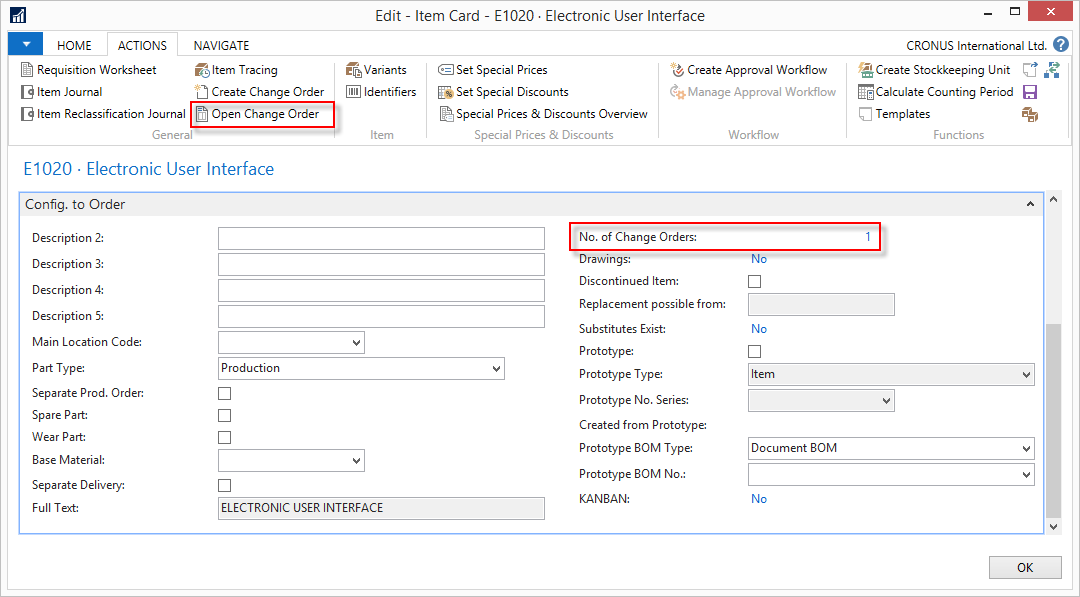 Edit - Item Card - E1020 · Electronic User Interface
HOME ACTIONS NAVIGATE CRONUS International Ltd. ?
Requisition Worksheet Item Tracing Variants Set Special Prices Create Approval Workflow Create Stockkeeping Unit
Item Journal Create Change Order Identifiers Set Special Discounts Manage Approval Workflow Calculate Counting Period
Item Reclassification Journal Open Change Order Special Prices & Discounts Overview Templates
General Item Special Prices & Discounts Workflow Functions
E1020 · Electronic User Interface
Config. to Order
Description 2:
Description 3:
Description 4:
Description 5:
Main Location Code:
Part Type: Production
Separate Prod. Order:
Spare Part:
Wear Part:
Base Material:
Separate Delivery:
Full Text: ELECTRONIC USER INTERFACE
No. of Change Orders: 1
Drawings: No
Discontinued Item:
Replacement possible from:
Substitutes Exist: No
Prototype:
Prototype Type: Item
Prototype No. Series:
Created from Prototype:
Prototype BOM Type: Document BOM
Prototype BOM No.:
KANBAN: No
OK